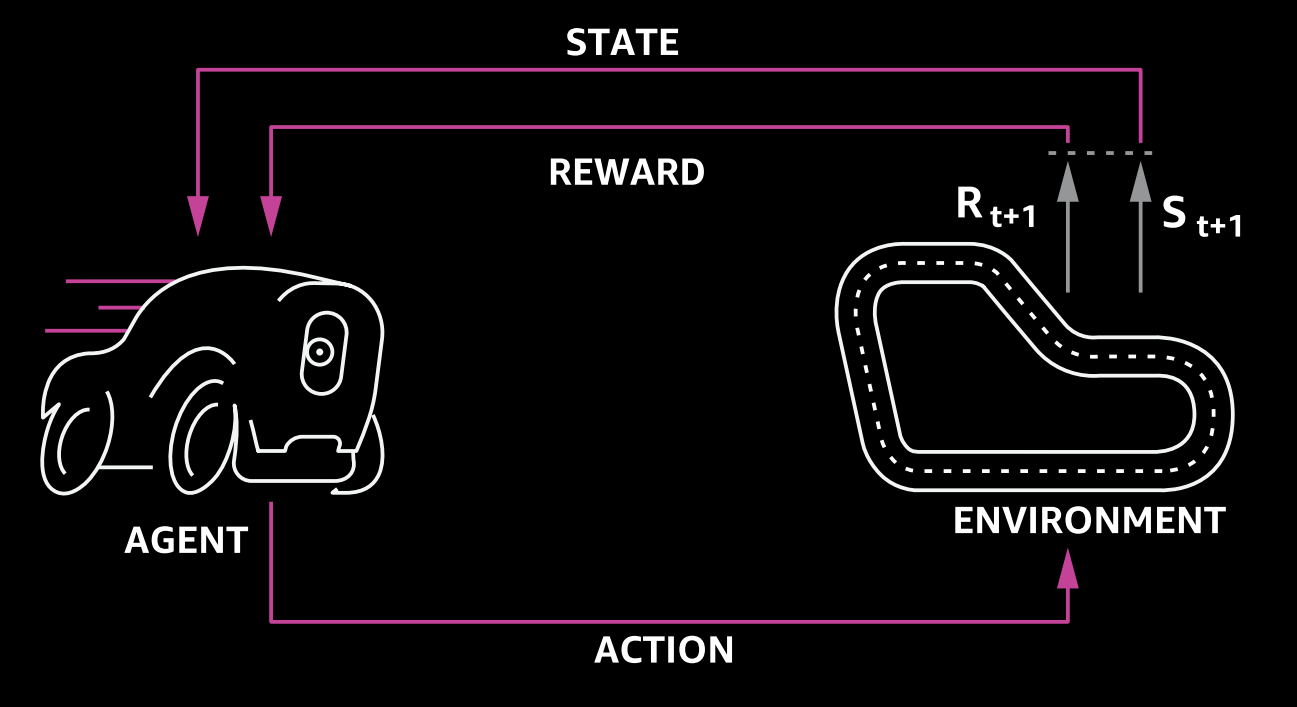 STATE
REWARD
R t+1
S t+1
AGENT
ENVIRONMENT
ACTION